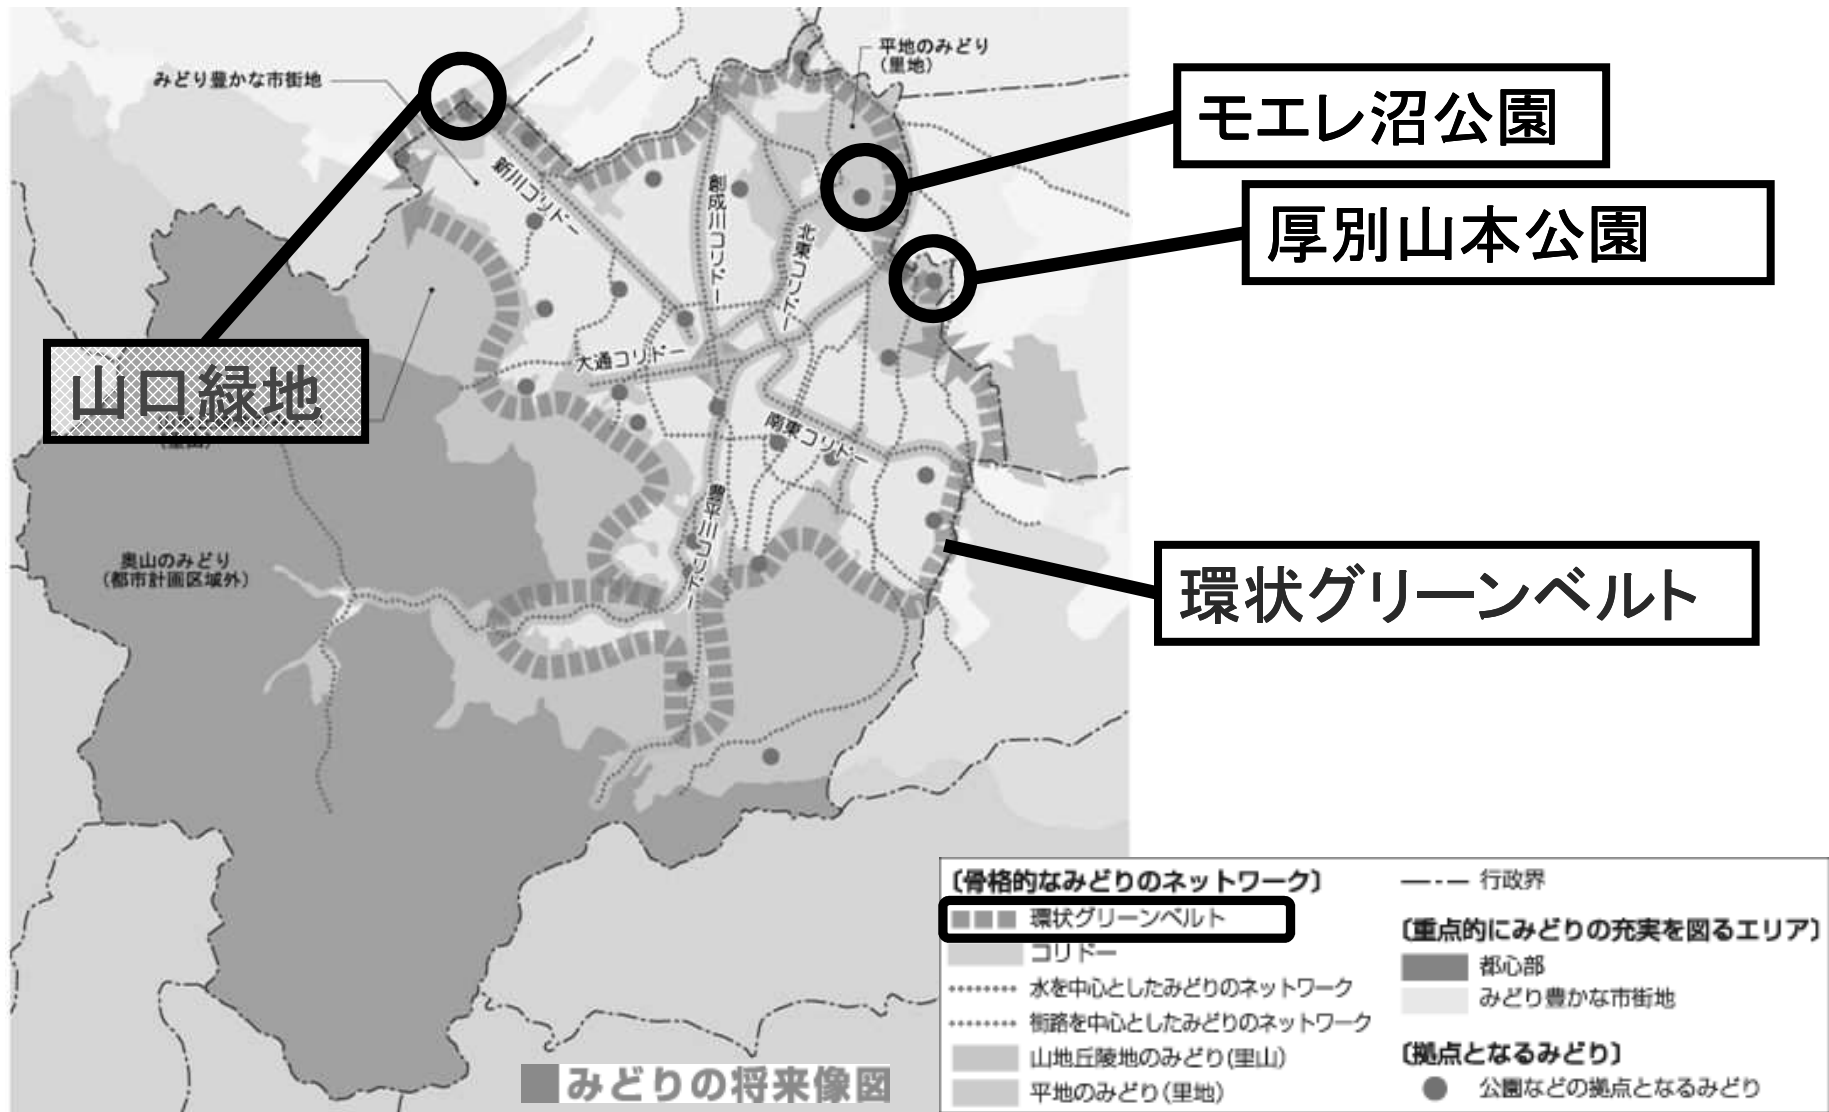 平地のみどり
(里地)
みどり豊かな市街地
モエレ沼公園
厚別山本公園
新川コリドー
創成川コリドー
北東コリドー
大通コリドー
山口緑地
南東コリドー
豊平川コリドー
奥山のみどり
(都市計画区域外)
環状グリーンベルト
〔骨格的なみどりのネットワーク〕
環状グリーンベルト
コリドー
水を中心としたみどりのネットワーク
街路を中心としたみどりのネットワーク
山地丘陵地のみどり(里山)
平地のみどり(里地)
行政界
〔重点的にみどりの充実を図るエリア〕
都心部
みどり豊かな市街地
〔拠点となるみどり〕
公園などの拠点となるみどり
みどりの将来像図